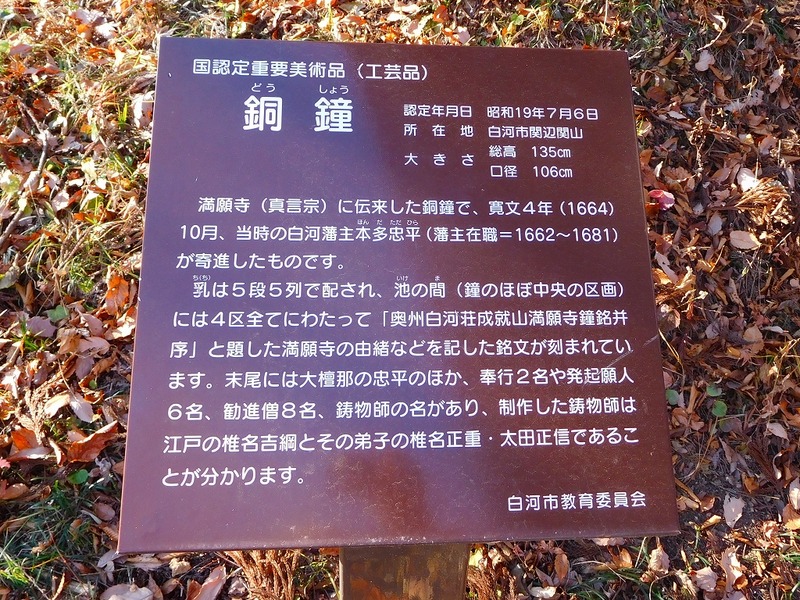 国認定重要美術品（工芸品）
どう しょう
銅 鐘
認定年月日 昭和19年7月6日
所在地 白河市関辺関山
大きさ 総高 135㎝
口径 106㎝
満願寺（真言宗）に伝来した銅鐘で、寛文4年（1664）
ほんだただひら
10月、当時の白河藩主本多忠平（藩主在職＝1662～1681）
が寄進したものです。
ち(ち) いけ ま
乳は5段5列で配され、池の間（鐘のほぼ中央の区画）
には4区全てにわたって「奥州白河荘成就山満願寺鐘銘并
序」と題した満願寺の由緒などを記した銘文が刻まれてい
ます。末尾には大檀那の忠平のほか、奉行2名や発起願人
6名、勧進僧8名、鋳物師の名があり、制作した鋳物師は
江戸の椎名吉綱とその弟子の椎名正重・太田正信であるこ
とが分かります。
白河市教育委員会